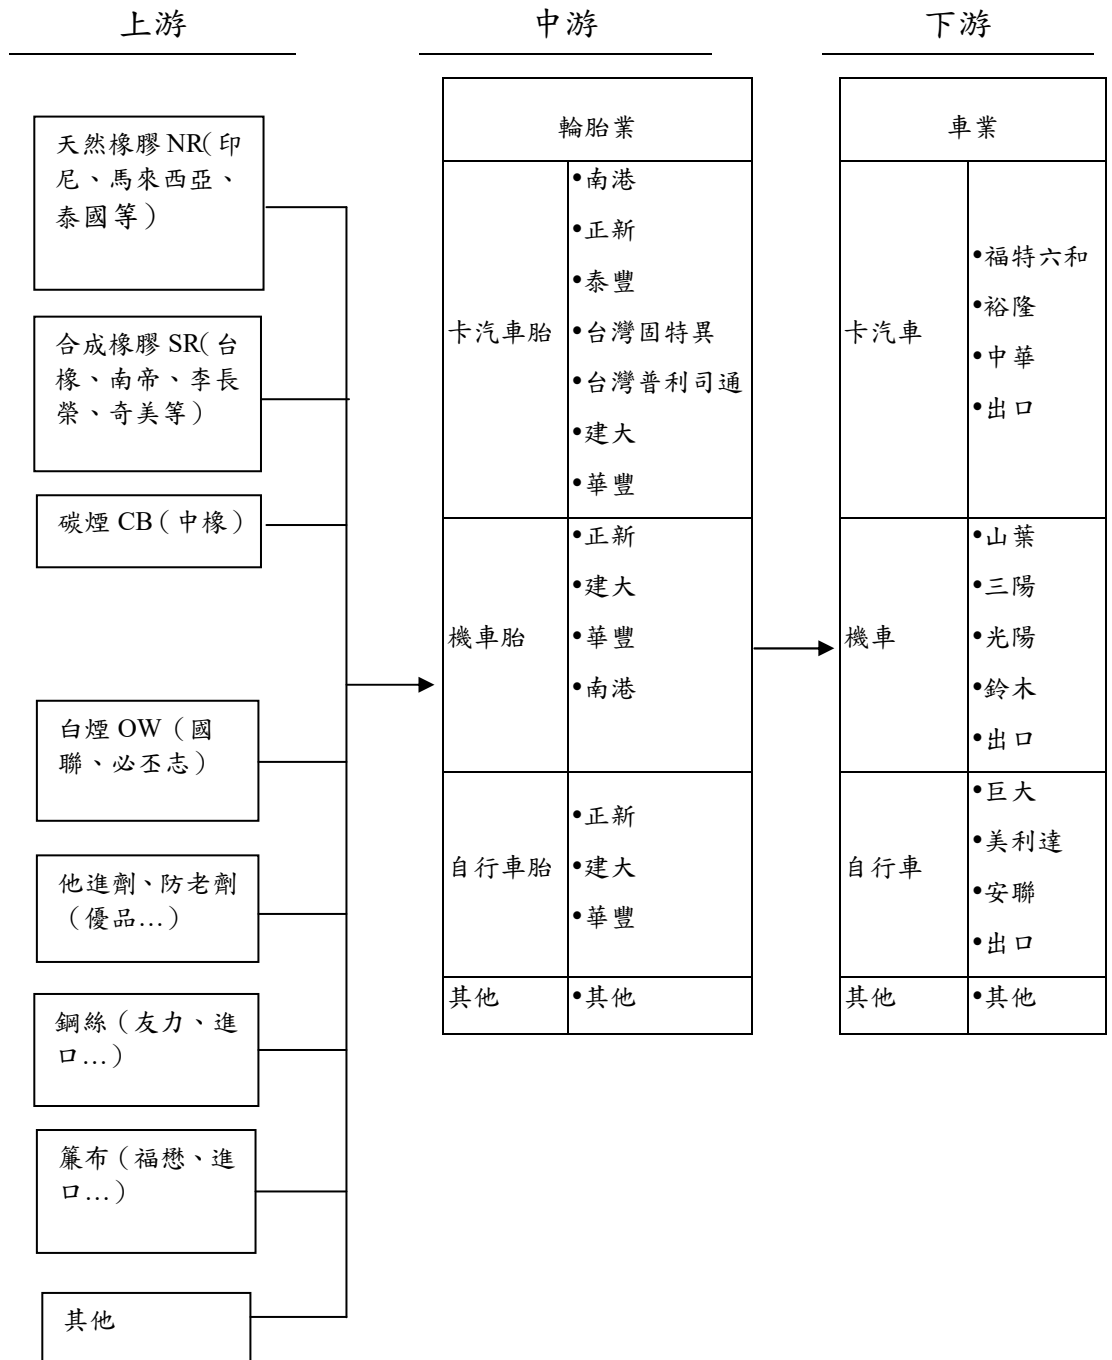 上游
中游
下游
天然橡膠 NR(印
尼、馬來西亞、
泰國等)
合成橡膠 SR(台
橡、南帝、李長
榮、奇美等)
碳煙 CB(中橡)
白煙 OW(國
聯、必丕志)
他進劑、防老劑
(優品…)
鋼絲(友力、進
口…)
簾布(福懋、進
口…)
其他
輪胎業
卡汽車胎
•南港
•正新
•泰豐
•台灣固特異
•台灣普利司通
•建大
•華豐
機車胎
•正新
•建大
•華豐
•南港
自行車胎
•正新
•建大
•華豐
其他
•其他
車業
卡汽車
•福特六和
•裕隆
•中華
•出口
機車
•山葉
•三陽
•光陽
•鈴木
•出口
自行車
•巨大
•美利達
•安聯
•出口
其他
•其他